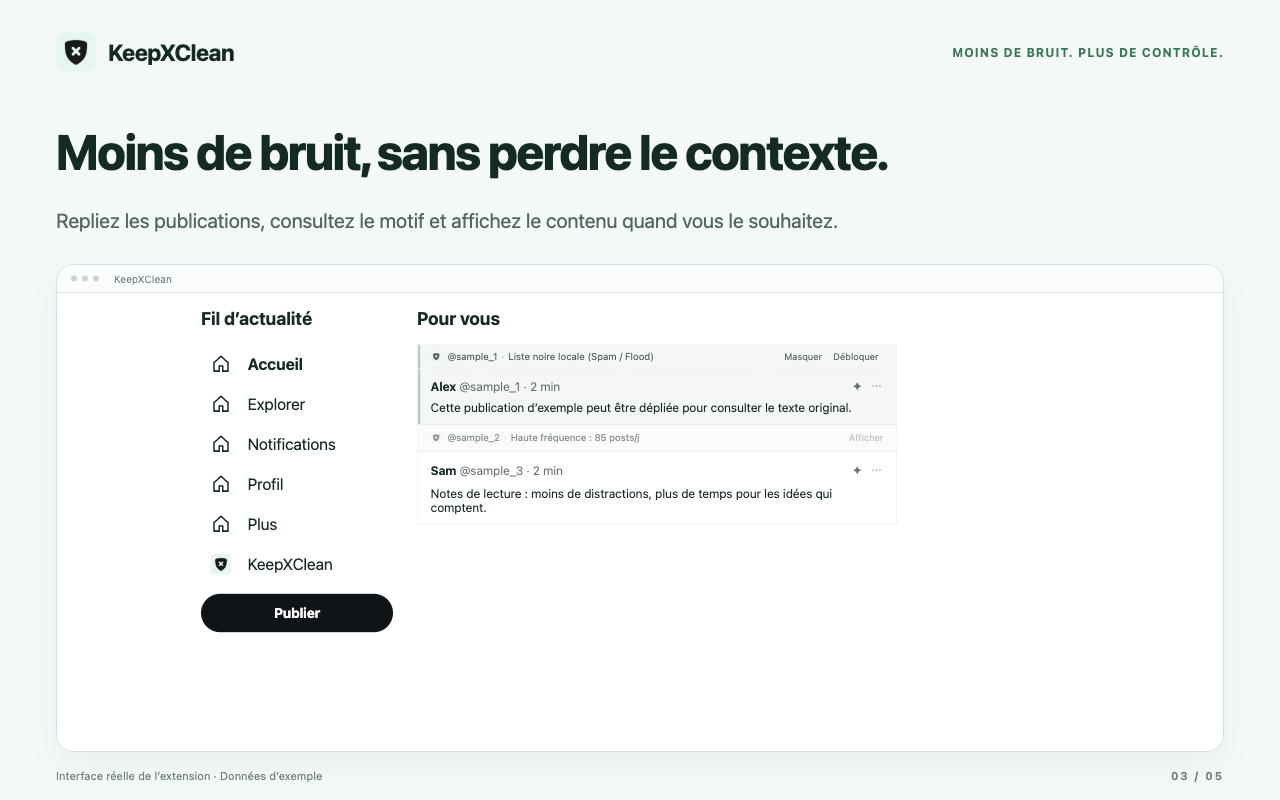 KeepXClean
MOINS DE BRUIT. PLUS DE CONTRÔLE.
Moins de bruit, sans perdre le contexte.
Repliez les publications, consultez le motif et affichez le contenu quand vous le souhaitez.
KeepXClean
Fil d’actualité
Accueil
Explorer
Notifications
Profil
Plus
KeepXClean
Publier
Pour vous
@sample_1 · Liste noire locale (Spam / Flood)
Masquer
Débloquer
Alex @sample_1 · 2 min
Cette publication d’exemple peut être dépliée pour consulter le texte original.
@sample_2 · Haute fréquence : 85 posts/j
Afficher
Sam @sample_3 · 2 min
Notes de lecture : moins de distractions, plus de temps pour les idées qui
comptent.
Interface réelle de l’extension · Données d’exemple
03 / 05